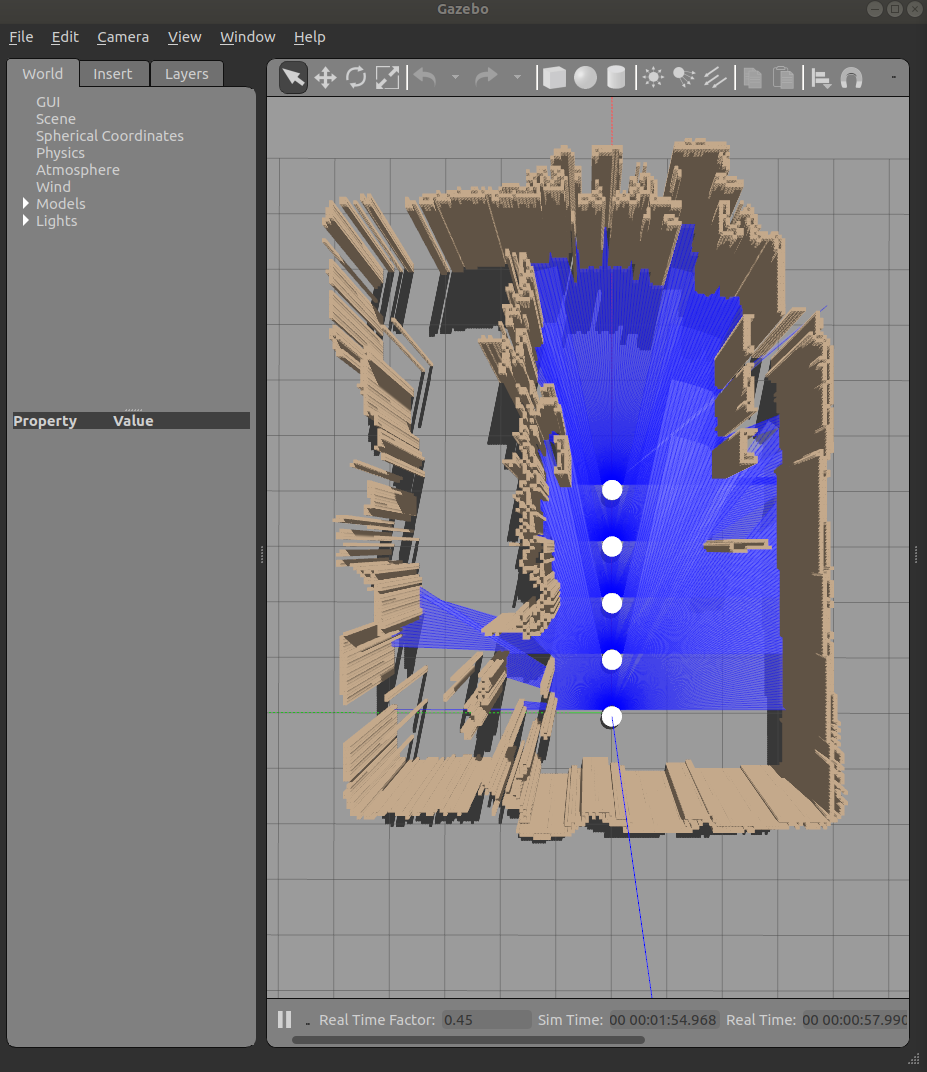 Gazebo
File Edit Camera View Window Help
World Insert Layers
GUI
Scene
Spherical Coordinates
Physics
Atmosphere
Wind
Models
Lights
Property Value
Real Time Factor: 0.45 Sim Time: 00 00:01:54.968 Real Time: 00 00:00:57.990